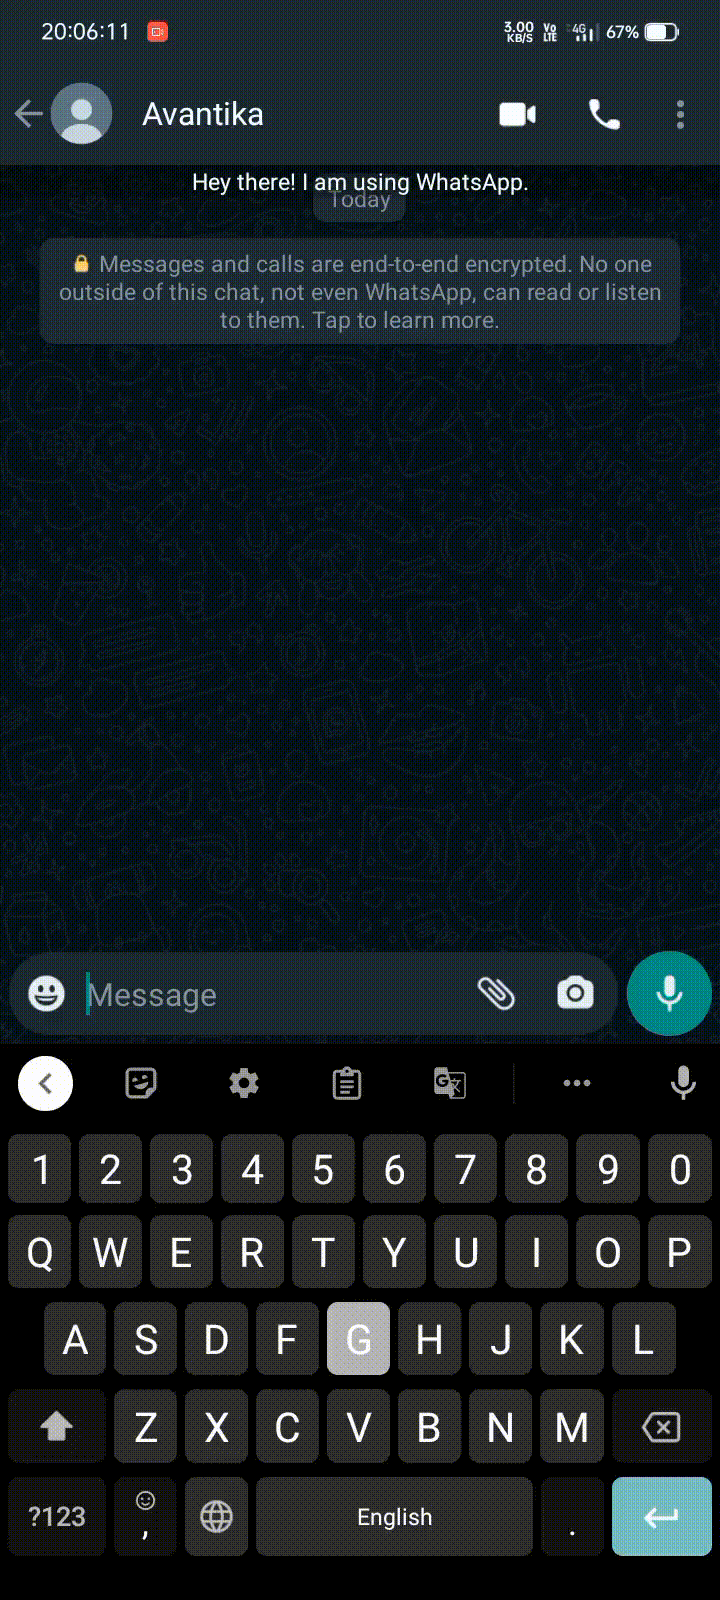 20:06:11 3.00 KB/S Vo LTE 4G 67%
Avantika
Hey there! I am using WhatsApp.
Today
Messages and calls are end-to-end encrypted. No one
outside of this chat, not even WhatsApp, can read or listen
to them. Tap to learn more.
Message
1 2 3 4 5 6 7 8 9 0
Q W E R T Y U I O P
A S D F G H J K L
Z X C V B N M
?123 , English .